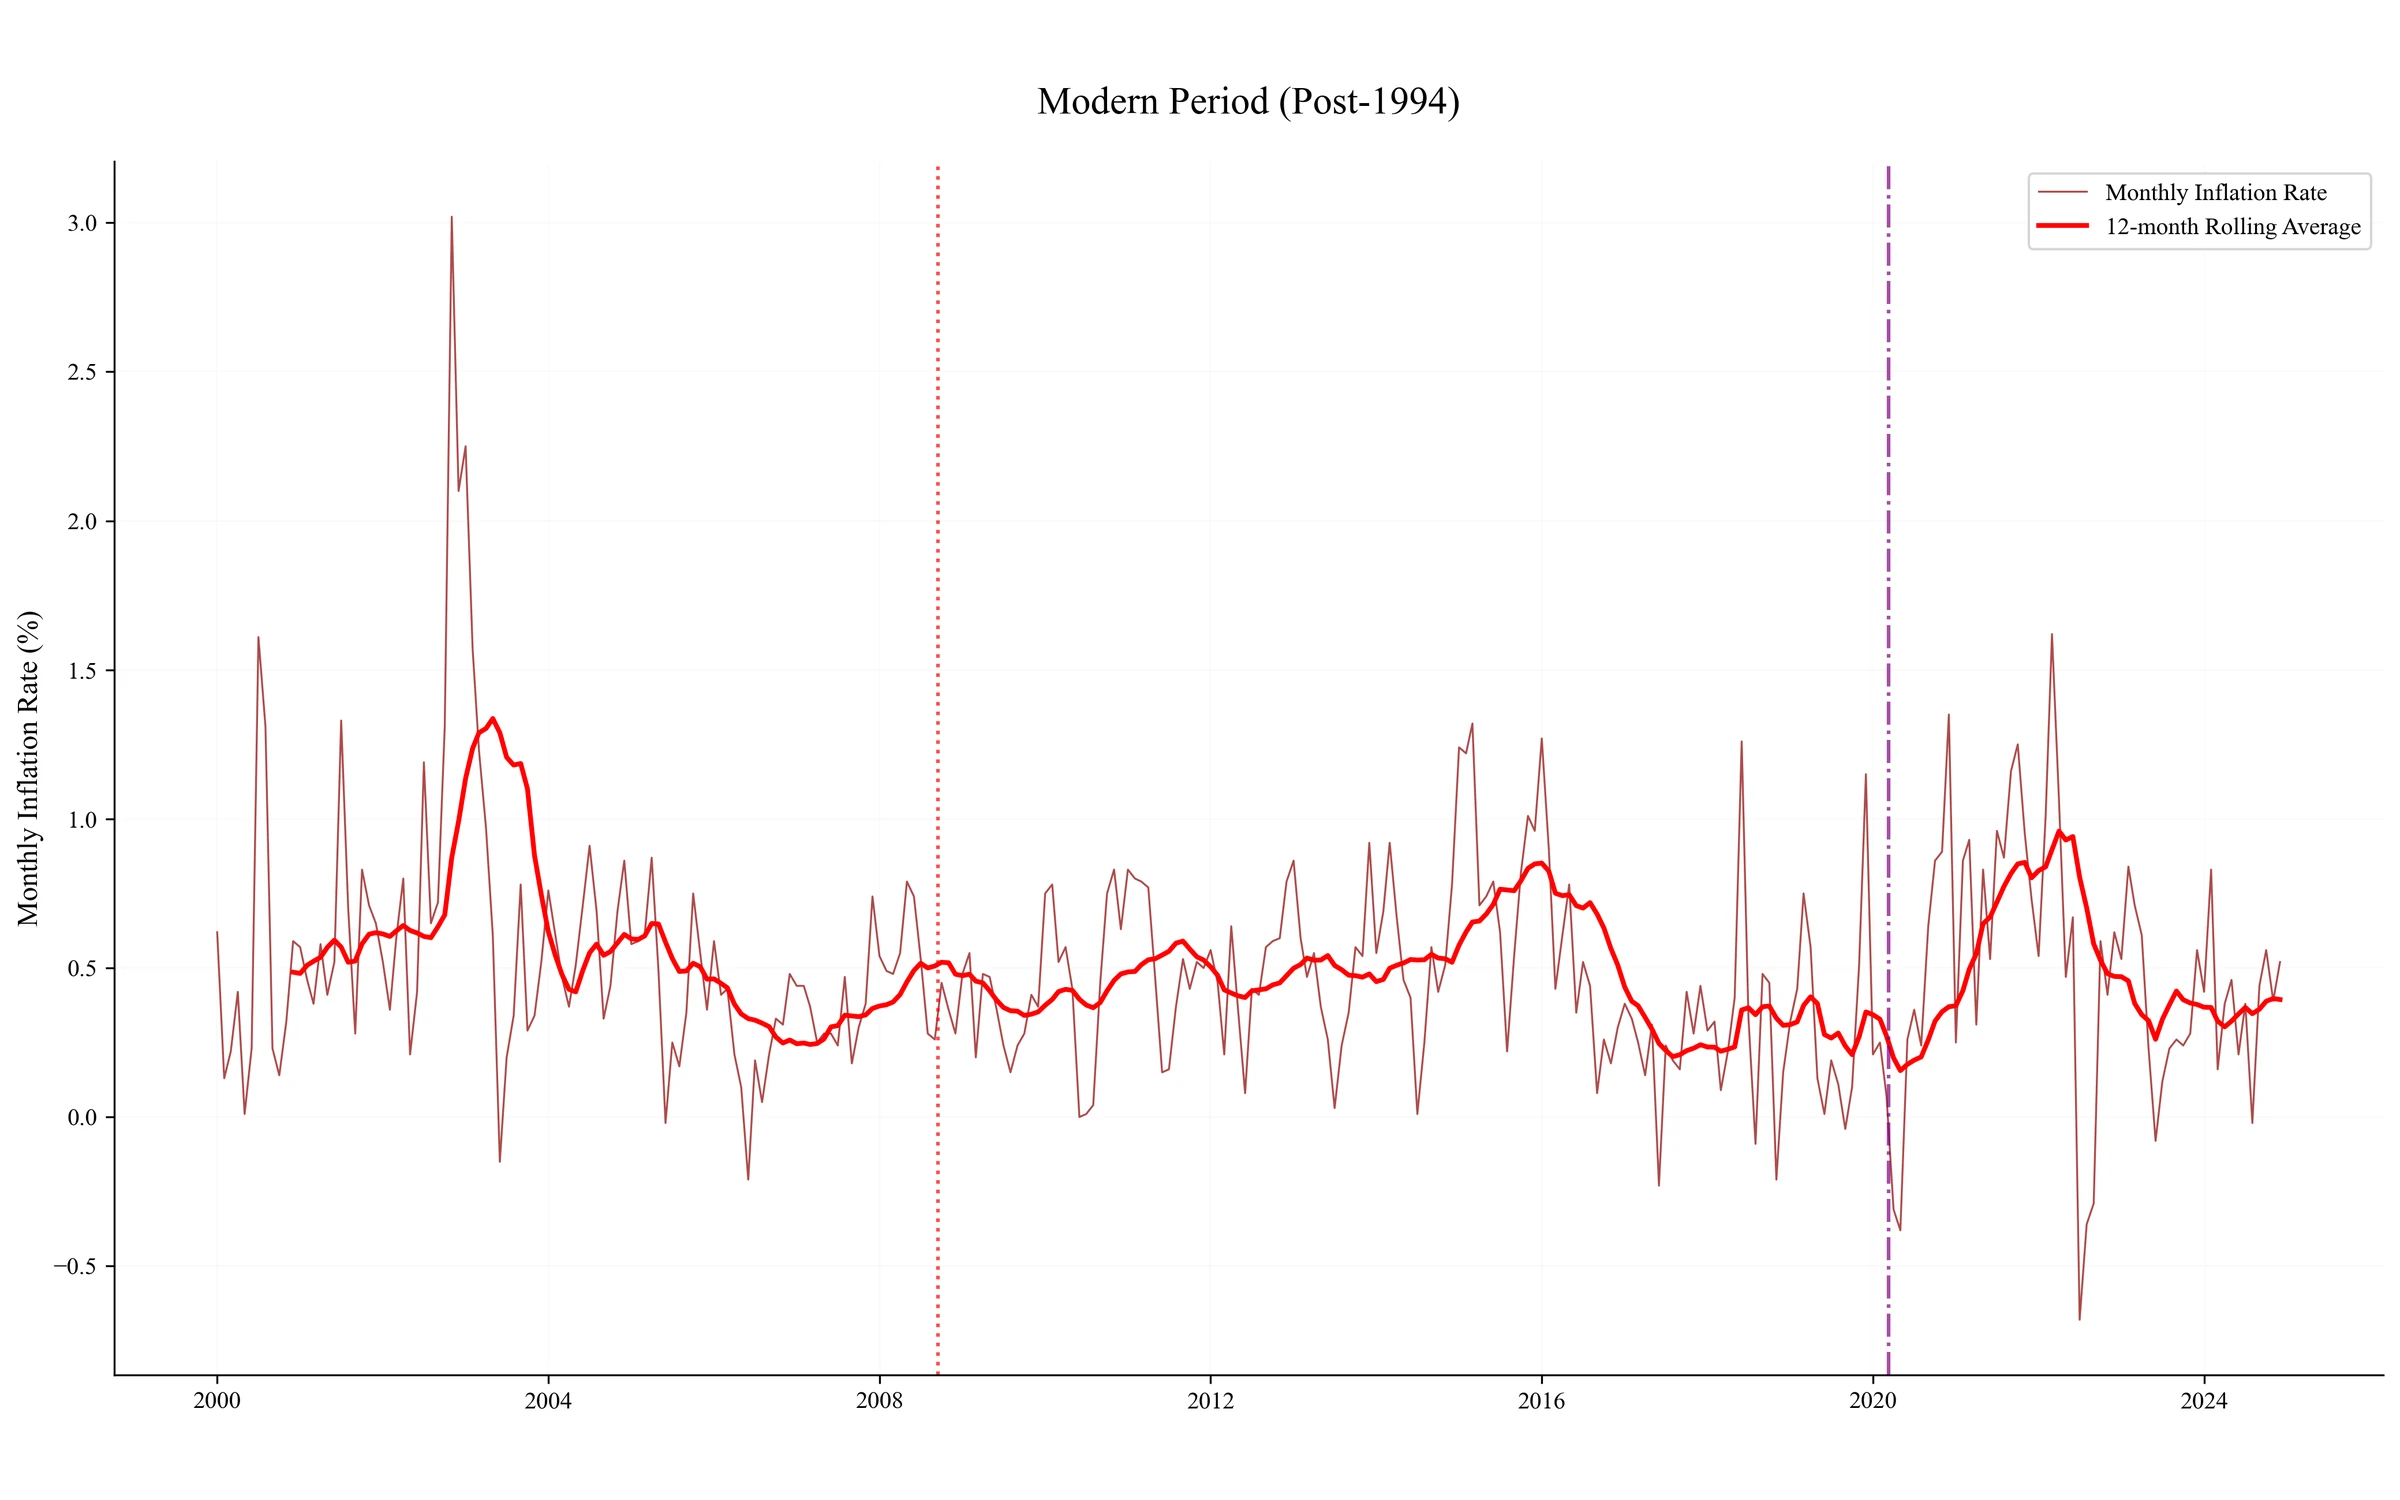 Modern Period (Post-1994)
Monthly Inflation Rate
12-month Rolling Average
Monthly Inflation Rate (%)
3.0
2.5
2.0
1.5
1.0
0.5
0.0
−0.5
2000 2004 2008 2012 2016 2020 2024